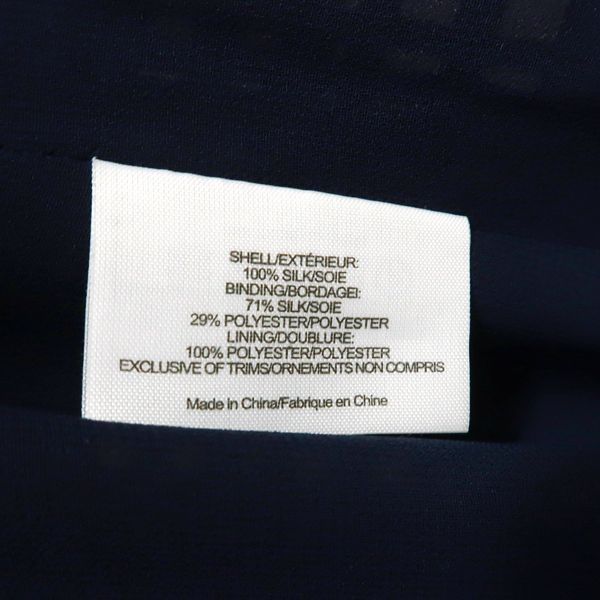 SHELL/EXTÉRIEUR:
100% SILK/SOIE
BINDING/BORDAGEI:
71% SILK/SOIE
29% POLYESTER/POLYESTER
LINING/DOUBLURE:
100% POLYESTER/POLYESTER
EXCLUSIVE OF TRIMS/ORNEMENTS NON COMPRIS
Made in China/Fabrique en Chine